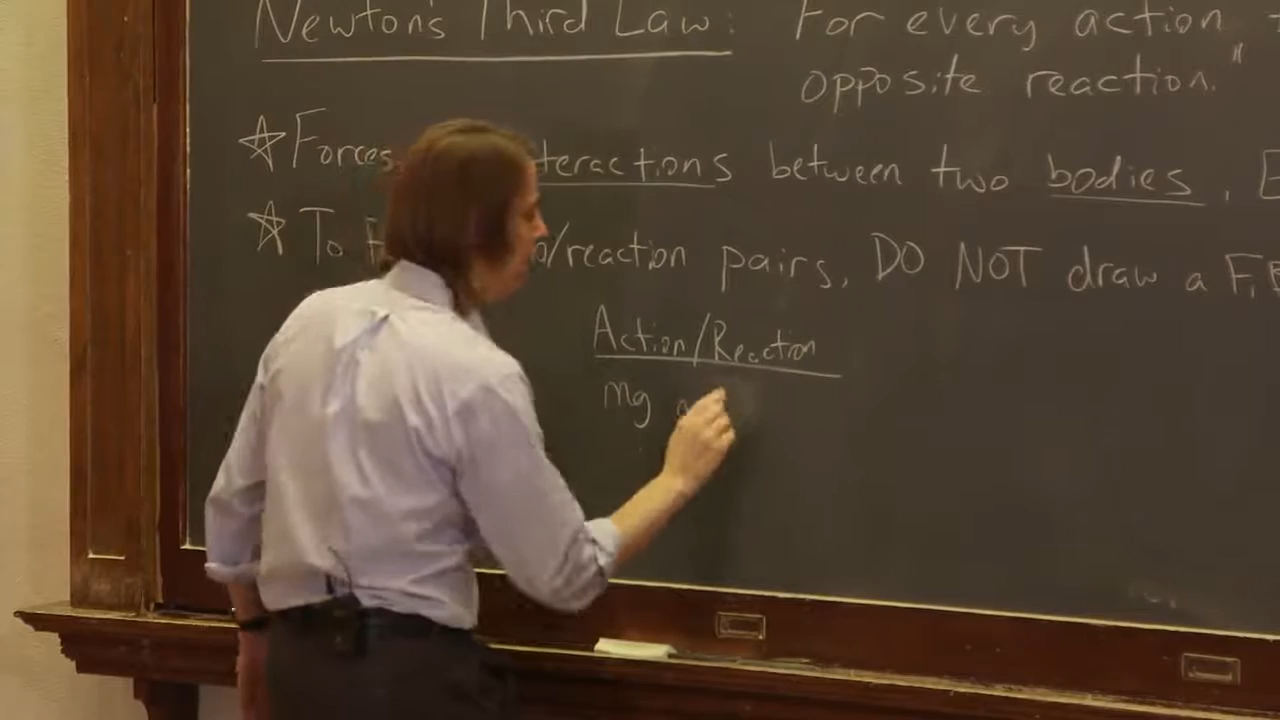 Newton's Third Law: For every action
opposite reaction."
☆Forces teractions between two bodies,
☆To o/reaction pairs, DO NOT draw a
Action/Reaction
mg